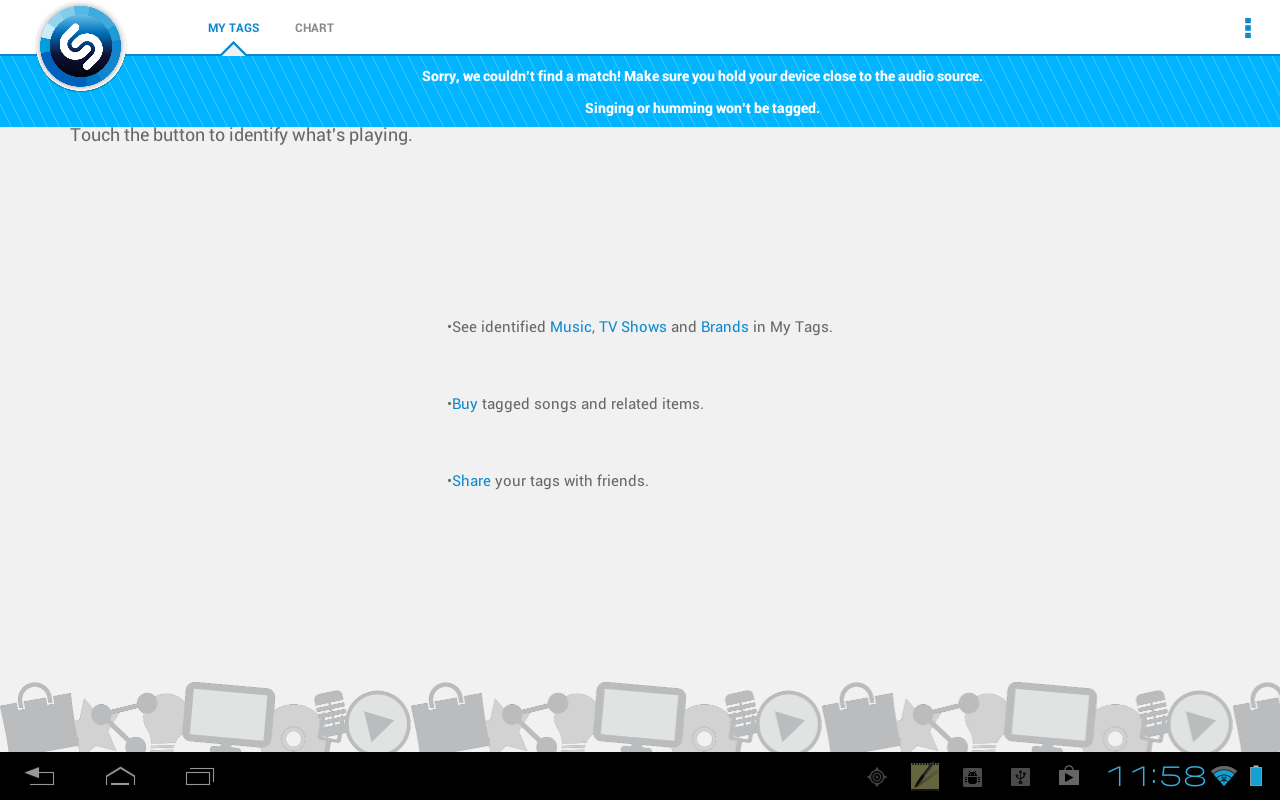 MY TAGS
CHART
Sorry, we couldn't find a match! Make sure you hold your device close to the audio source.
Singing or humming won't be tagged.
Touch the button to identify what's playing.
•See identified Music, TV Shows and Brands in My Tags.
•Buy tagged songs and related items.
•Share your tags with friends.
11:58